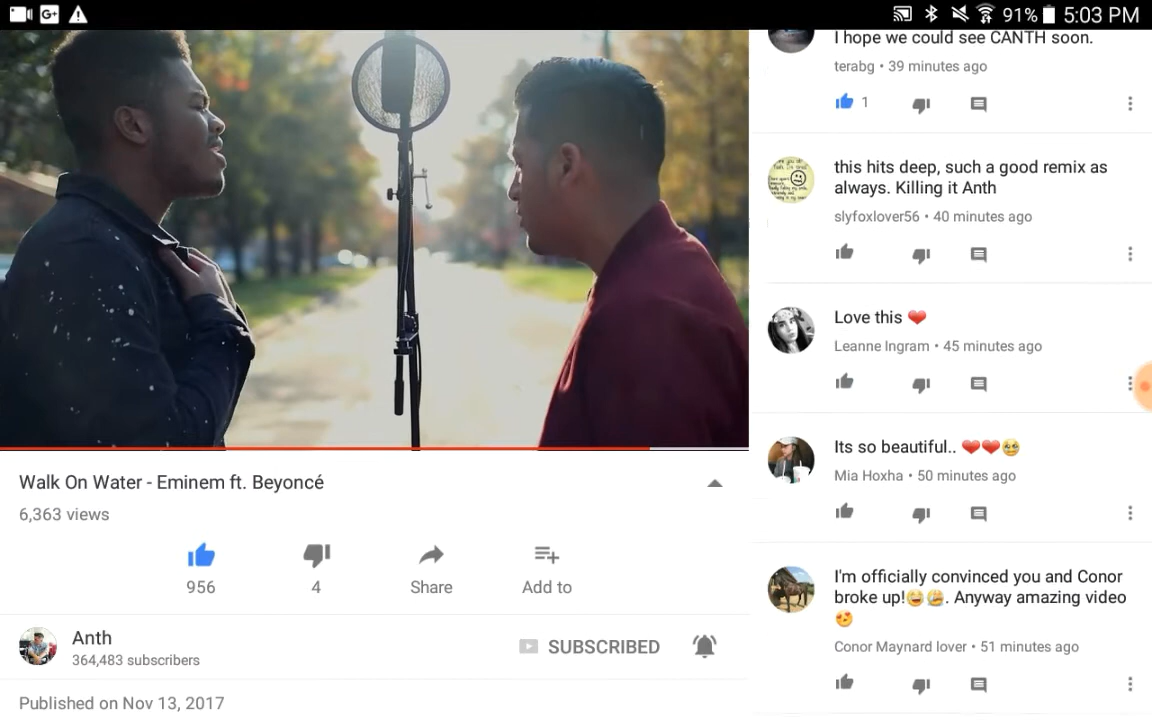 G+
91% 5:03 PM
Walk On Water - Eminem ft. Beyoncé
6,363 views
956
4
Share
Add to
Anth
364,483 subscribers
SUBSCRIBED
Published on Nov 13, 2017
I hope we could see CANTH soon.
terabg • 39 minutes ago
1
this hits deep, such a good remix as
always. Killing it Anth
slyfoxlover56 • 40 minutes ago
Love this ❤️
Leanne Ingram • 45 minutes ago
Its so beautiful.. ❤️❤️
Mia Hoxha • 50 minutes ago
I'm officially convinced you and Conor
broke up! . Anyway amazing video
😍
Conor Maynard lover • 51 minutes ago